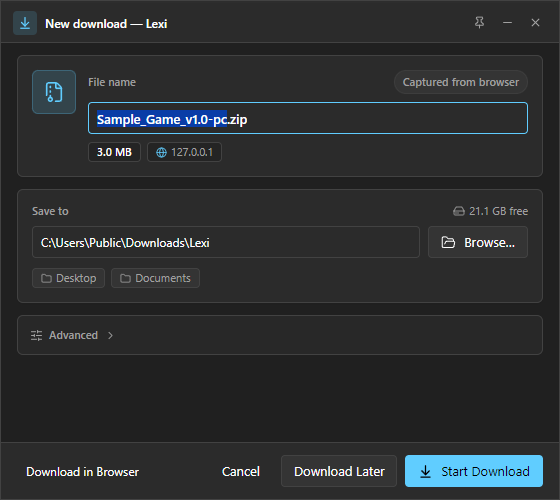 New download — Lexi
File name
Captured from browser
Sample_Game_v1.0-pc.zip
3.0 MB
127.0.0.1
Save to
21.1 GB free
C:\Users\Public\Downloads\Lexi
Browse...
Desktop
Documents
Advanced
Download in Browser
Cancel
Download Later
Start Download